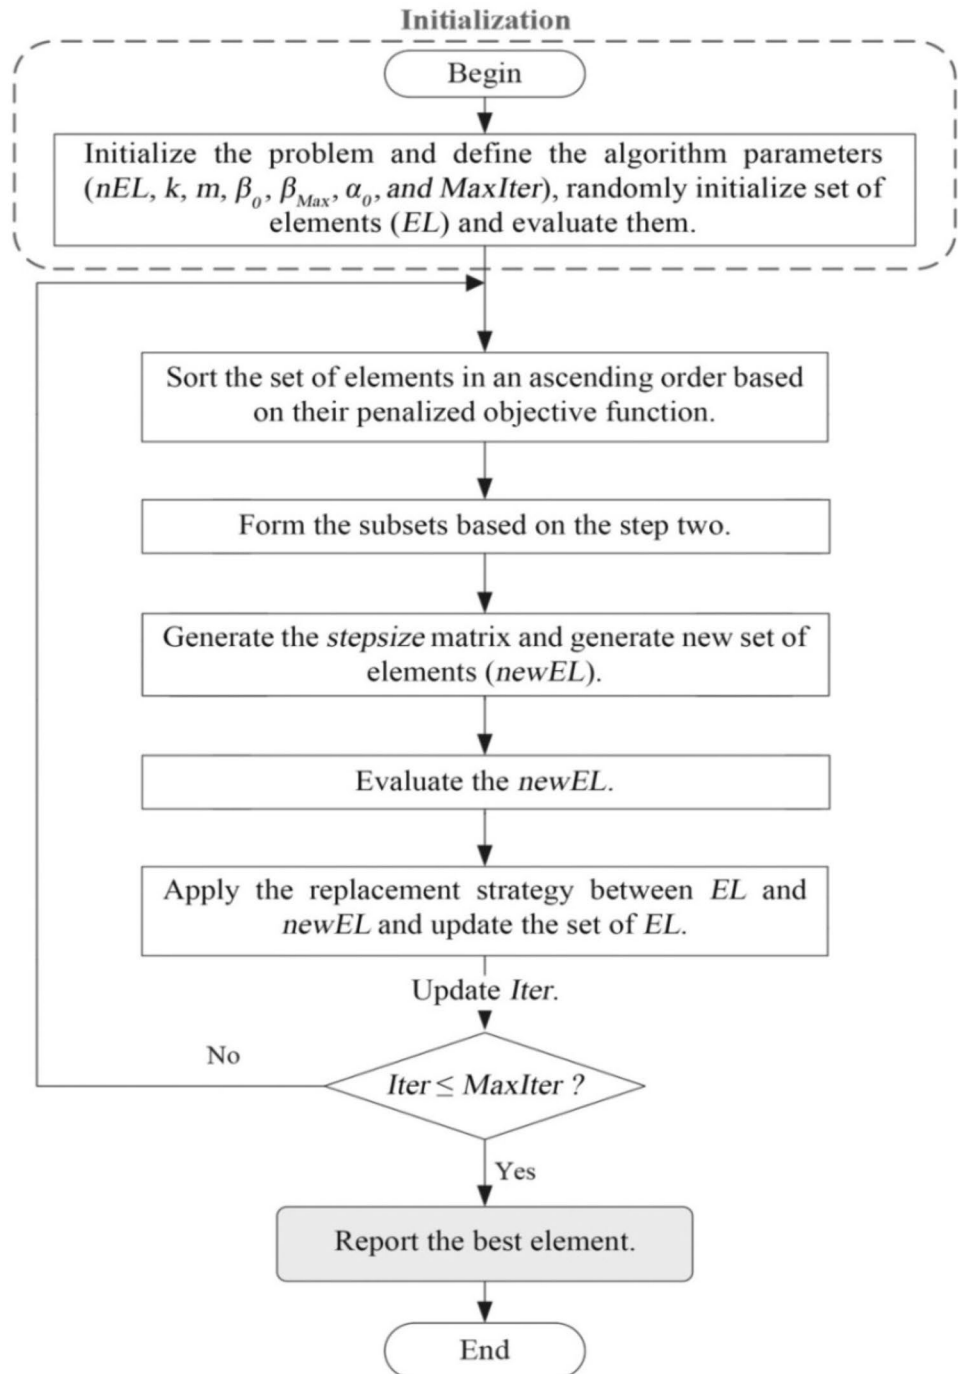 Initialization
Begin
Initialize the problem and define the algorithm parameters
(nEL, k, m, β₀, β_Max, α₀, and MaxIter), randomly initialize set of
elements (EL) and evaluate them.
Sort the set of elements in an ascending order based
on their penalized objective function.
Form the subsets based on the step two.
Generate the stepsize matrix and generate new set of
elements (newEL).
Evaluate the newEL.
Apply the replacement strategy between EL and
newEL and update the set of EL.
Update Iter.
No
Iter ≤ MaxIter ?
Yes
Report the best element.
End